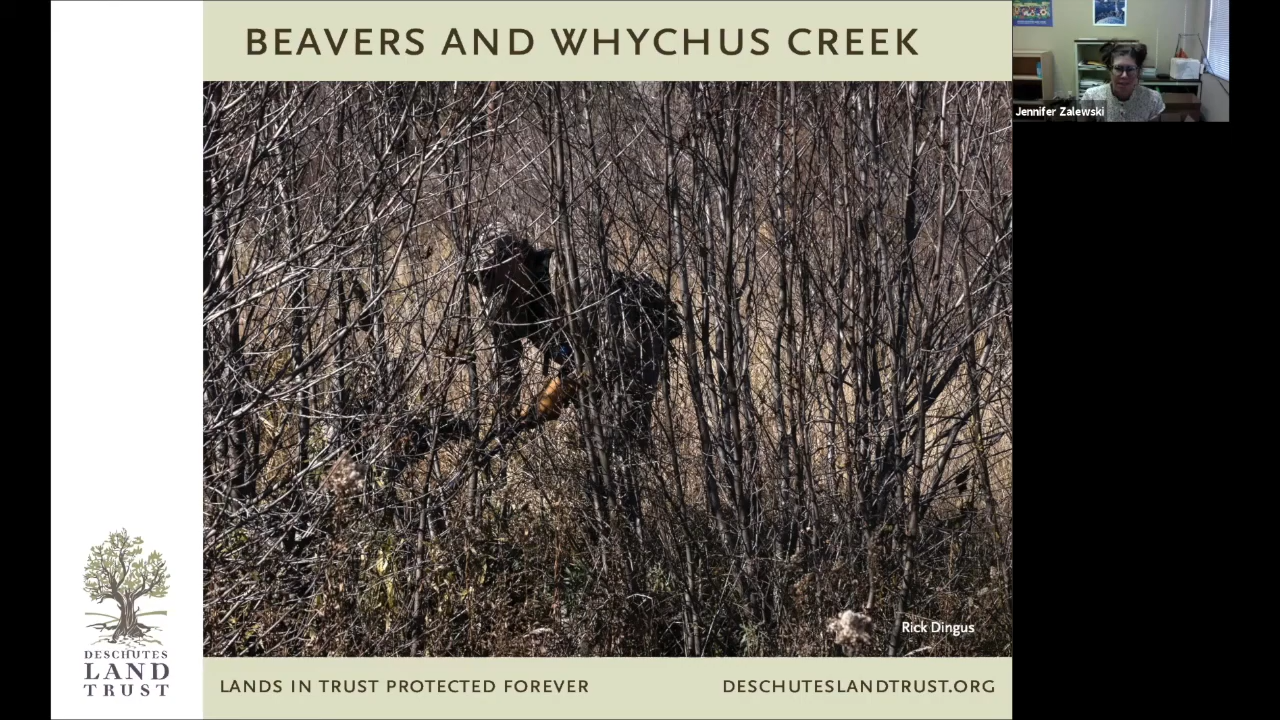 BEAVERS AND WHYCHUS CREEK
Jennifer Zalewski
Rick Dingus
DESCHUTES
LAND
TRUST
LANDS IN TRUST PROTECTED FOREVER
DESCHUTESLANDTRUST.ORG